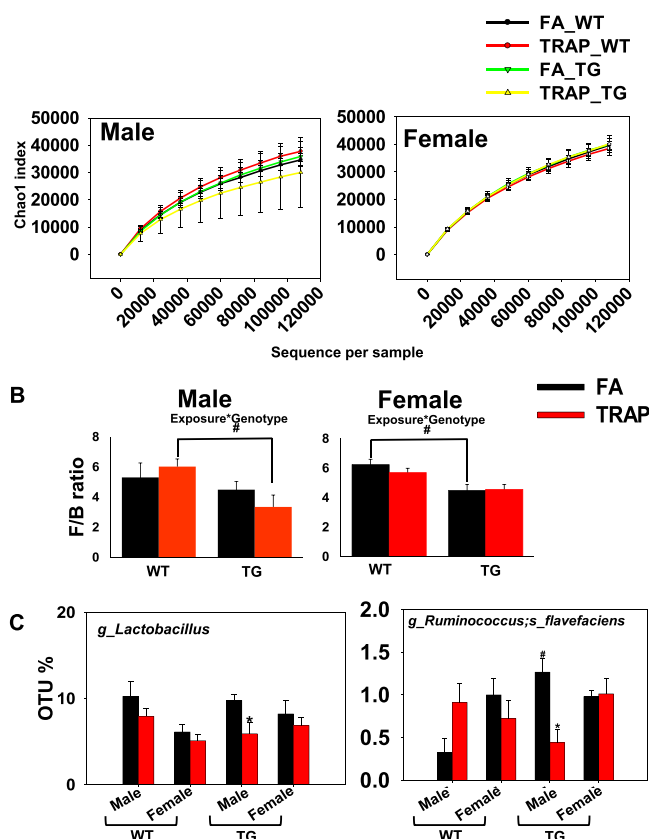 FA_WT
TRAP_WT
FA_TG
TRAP_TG
Male
Female
Chao1 index
50000
40000
30000
20000
10000
0
50000
40000
30000
20000
10000
0
0
20000
40000
60000
80000
100000
120000
0
20000
40000
60000
80000
100000
120000
Sequence per sample
B
Male
Female
FA
TRAP
Exposure*Genotype
#
Exposure*Genotype
#
F/B ratio
8
6
4
2
0
8
6
4
2
0
WT
TG
WT
TG
C
g_Lactobacillus
g_Ruminococcus;s_flavefaciens
OTU %
20
10
0
2.0
1.5
1.0
0.5
0.0
*
#
*
Male
Female
Male
Female
Male
Female
Male
Female
WT
TG
WT
TG